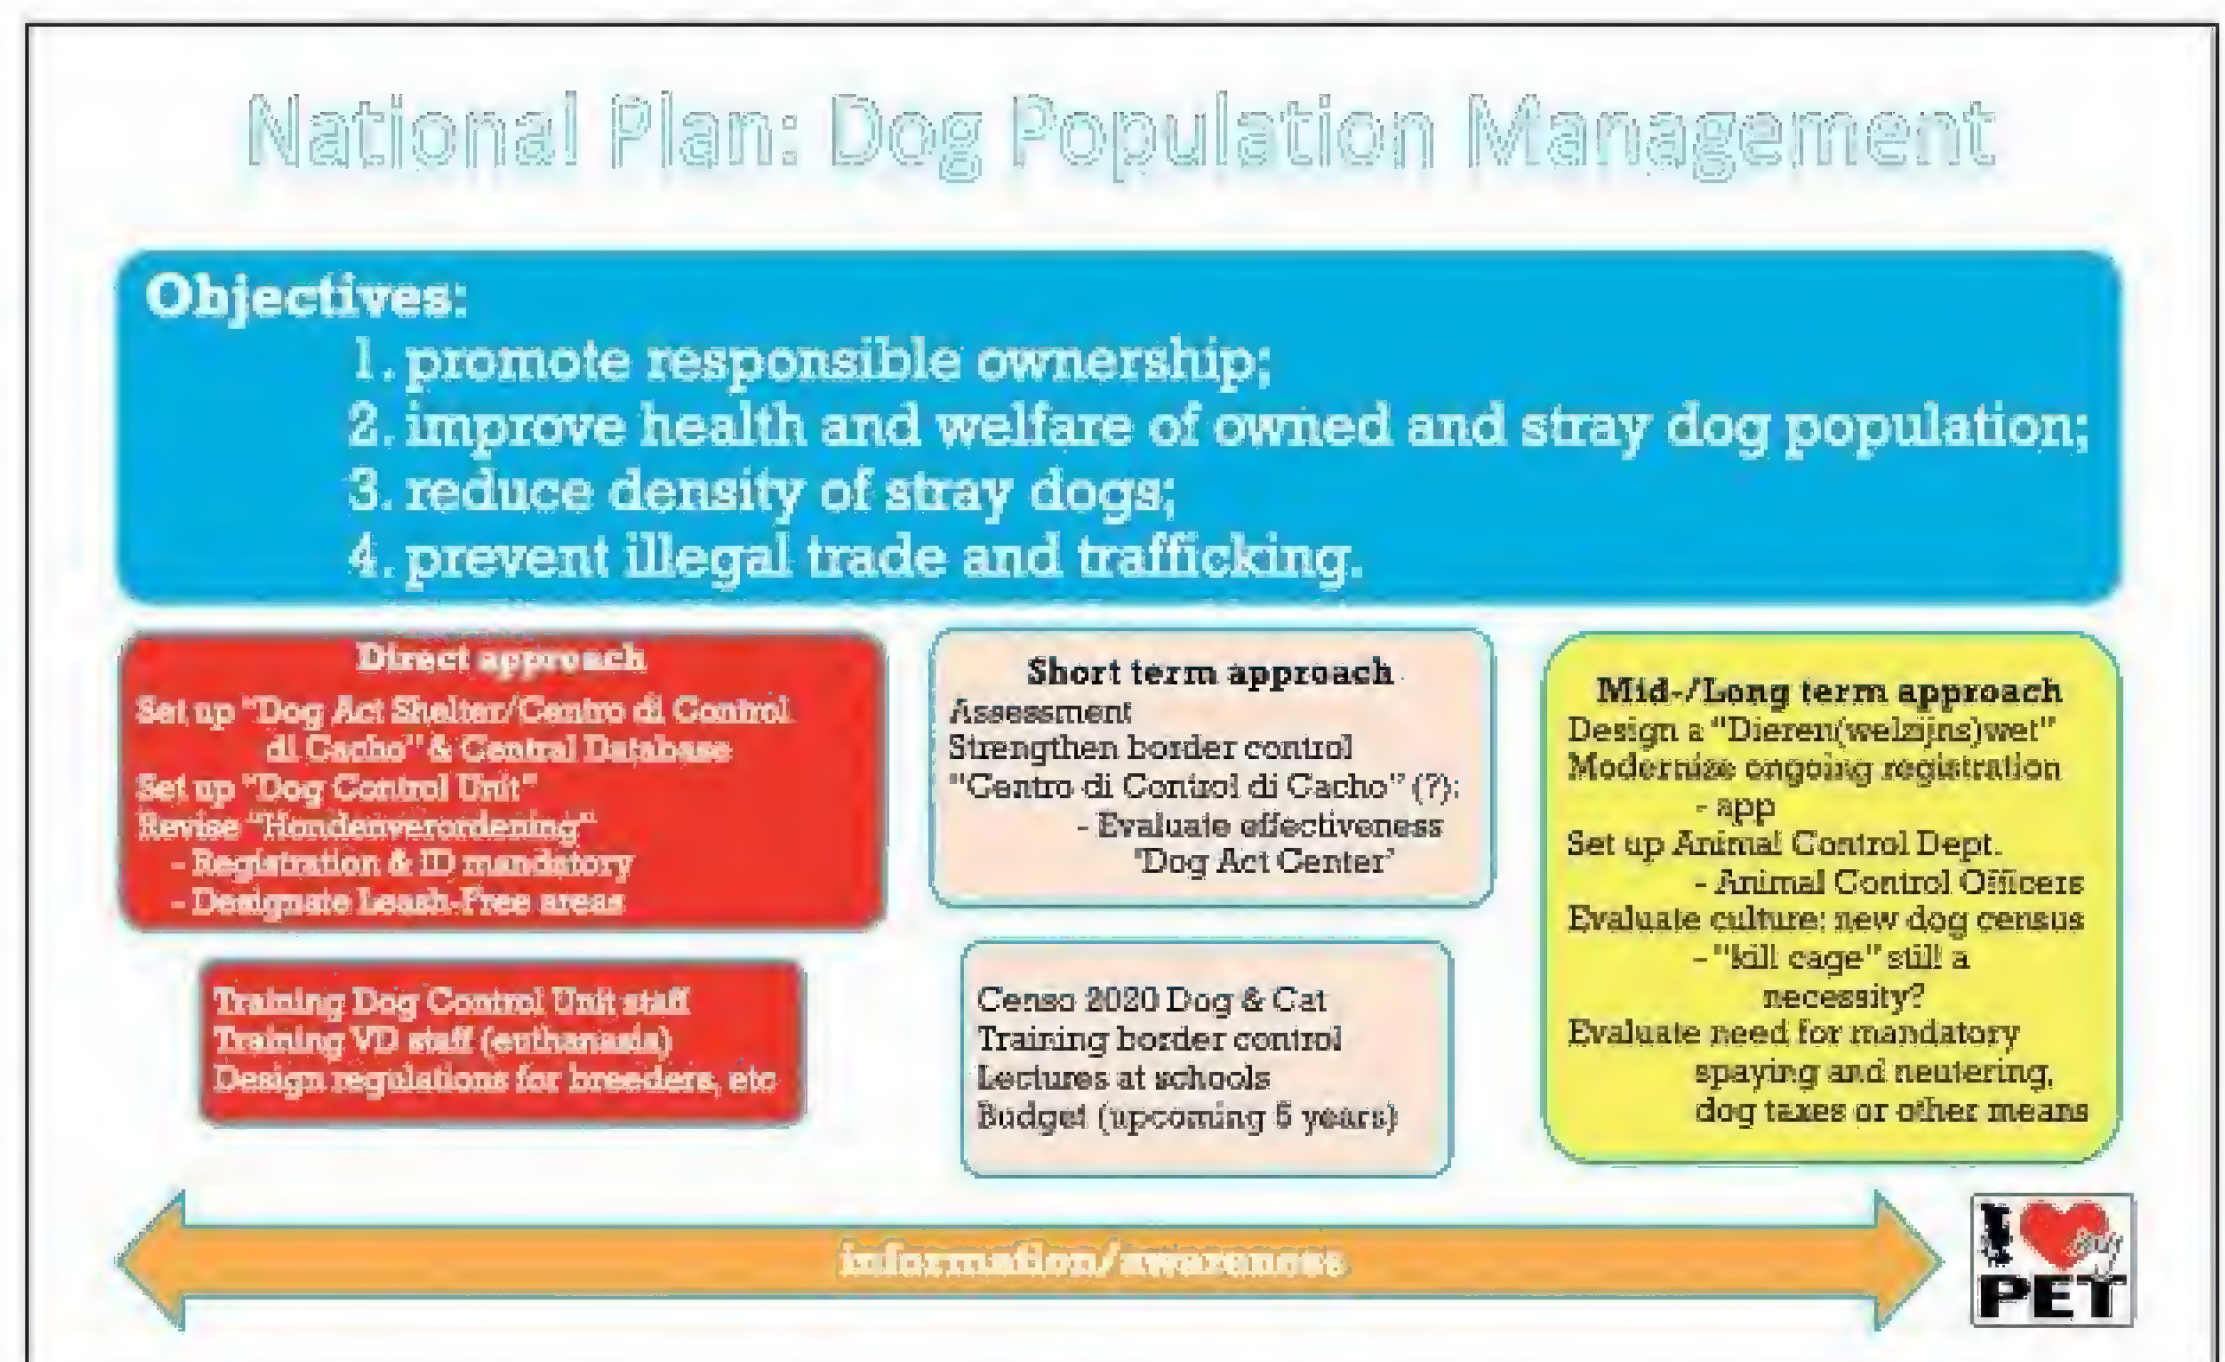 National Plan: Dog Population Management
Objectives:
1. promote responsible ownership;
2. improve health and welfare of owned and stray dog population;
3. reduce density of stray dogs;
4. prevent illegal trade and trafficking.
Direct approach
Set up "Dog Act Shelter/Centro di Control
di Cacho" & Central Database
Set up "Dog Control Unit"
Revise "Hondenverordening"
- Registration & ID mandatory
- Designate Leash-Free areas
Training Dog Control Unit staff
Training VD staff (euthanasia)
Design regulations for breeders, etc
Short term approach
Assessment
Strengthen border control
"Centro di Control di Cacho" (?):
- Evaluate effectiveness
'Dog Act Center'
Censo 2020 Dog & Cat
Training border control
Lectures at schools
Budget (upcoming 5 years)
Mid-/Long term approach
Design a "Dieren(welzijns)wet"
Modernize ongoing registration
- app
Set up Animal Control Dept.
- Animal Control Officers
Evaluate culture: new dog census
- "kill cage" still a
necessity?
Evaluate need for mandatory
spaying and neutering,
dog taxes or other means
information/awareness
I my
PET